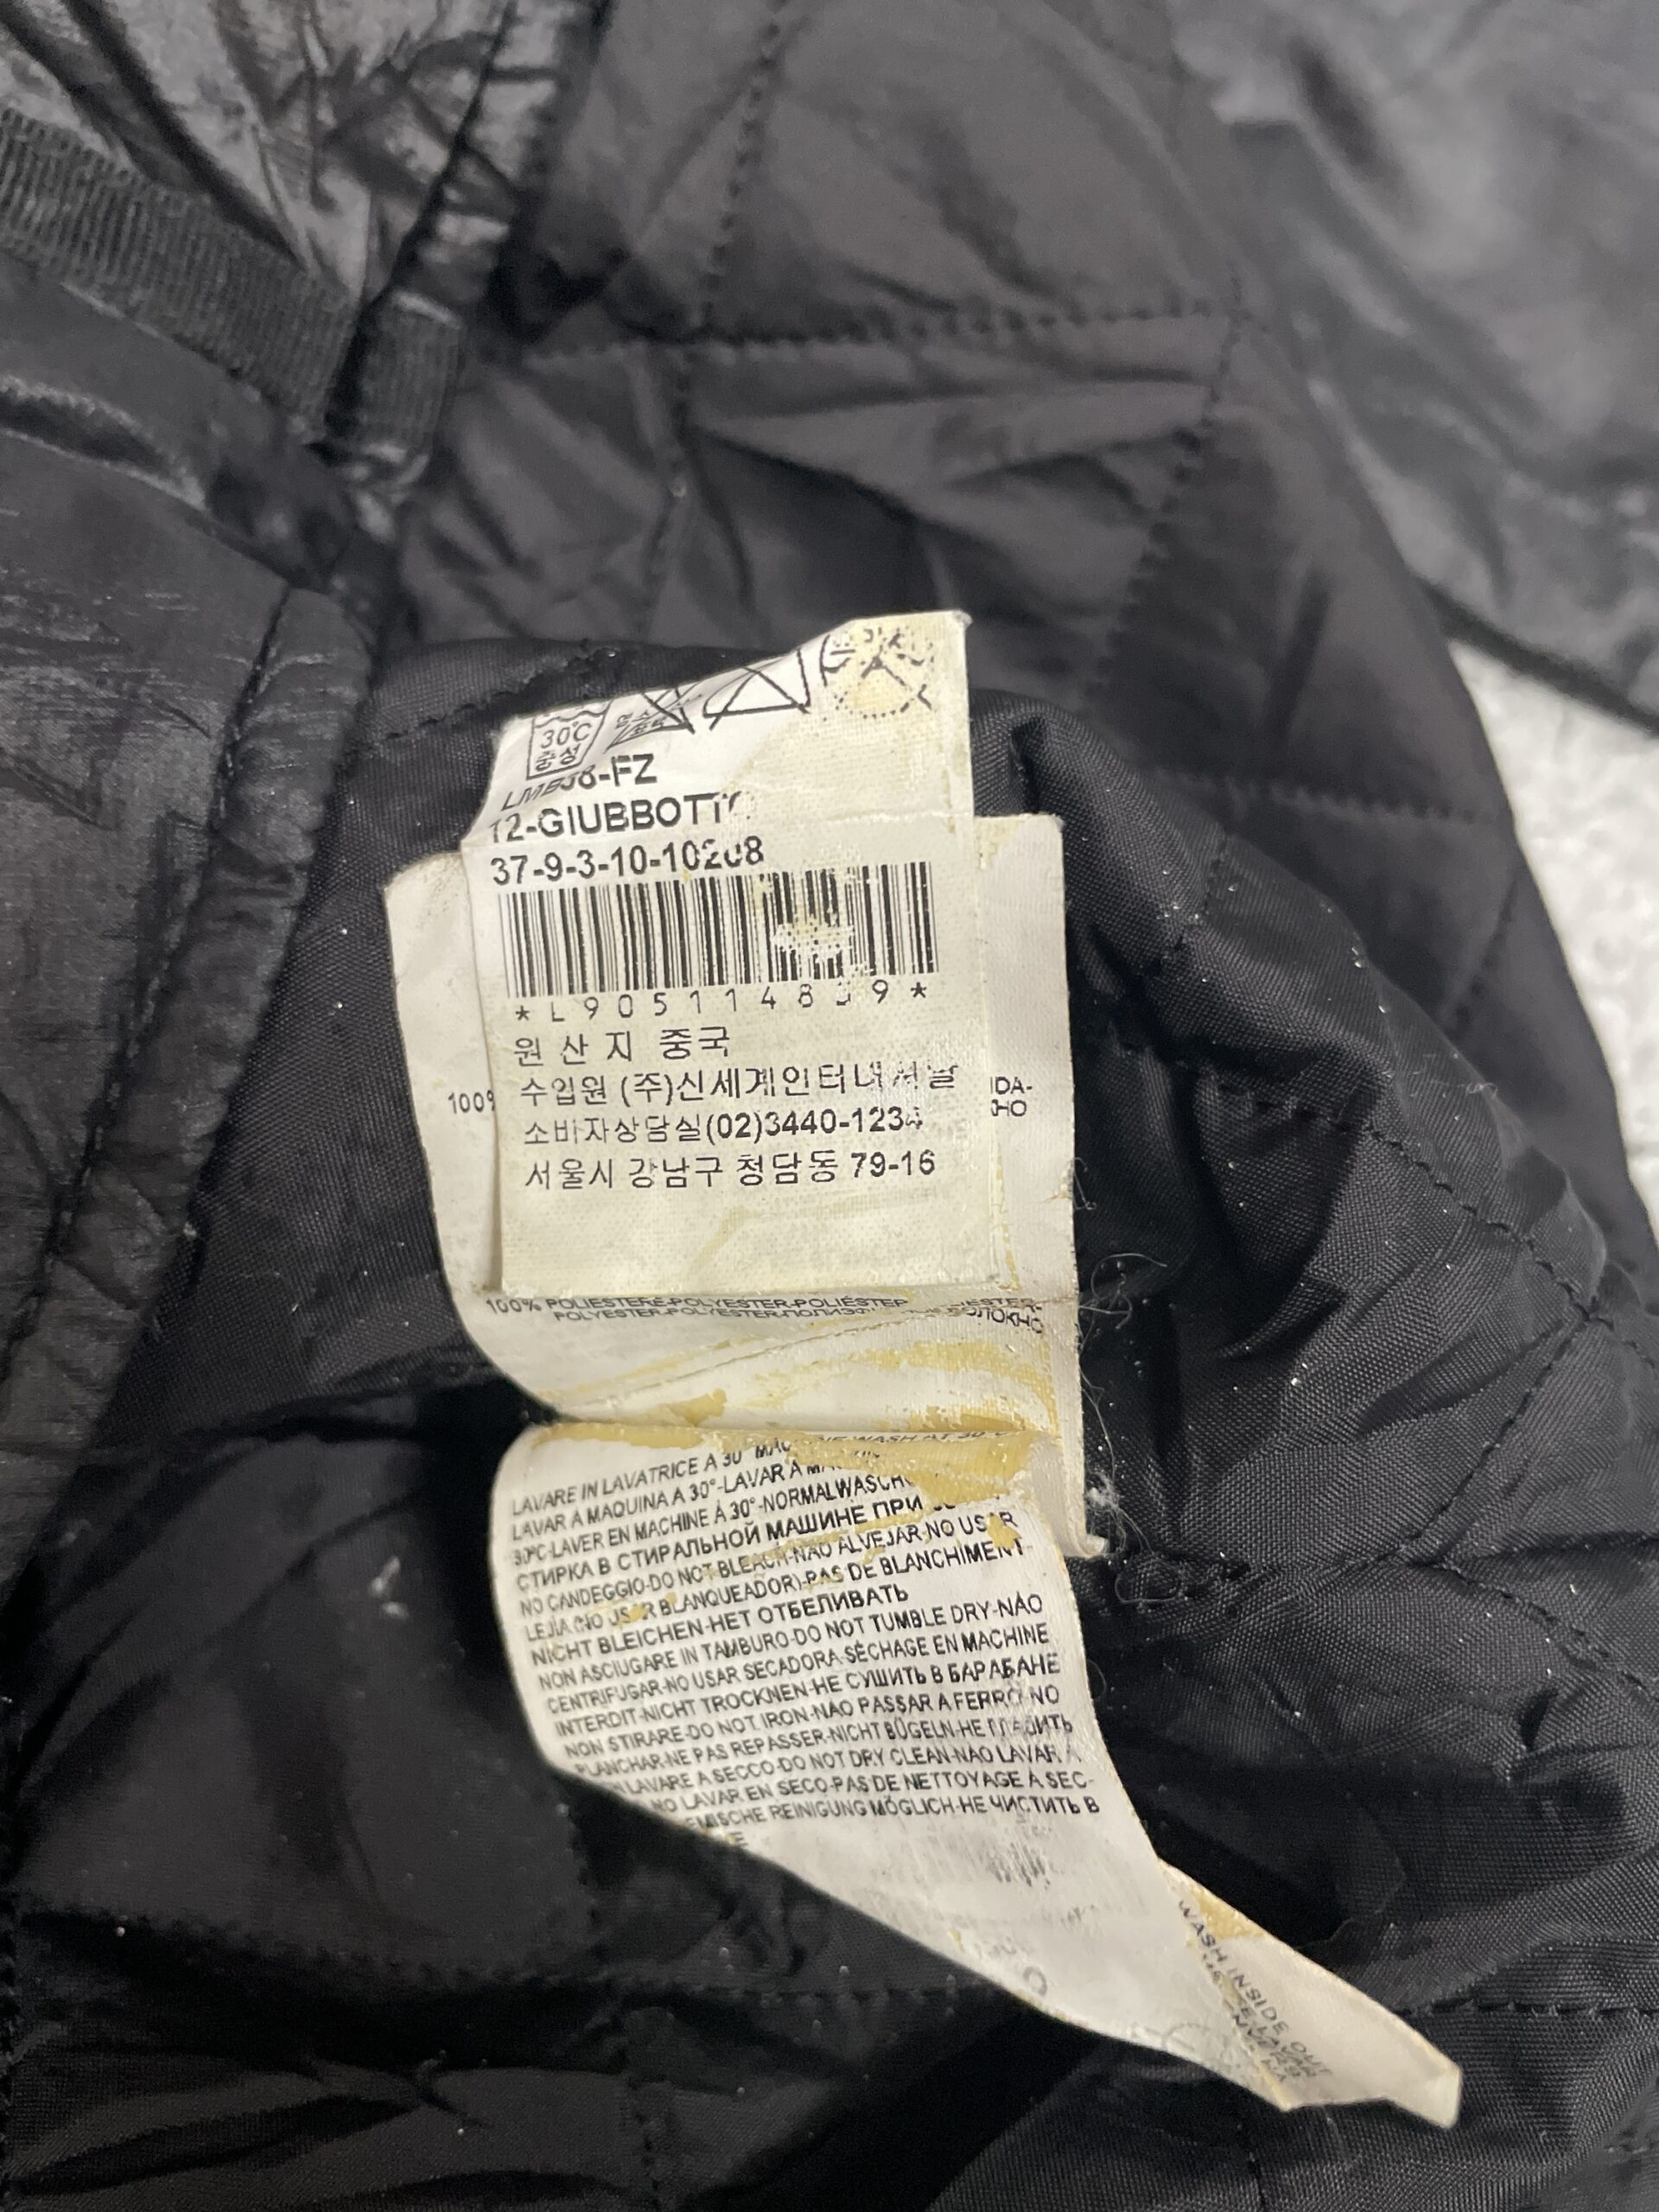 30℃
중성
12-GIUBBOTTO
37-9-3-10-10208
원산지 중국
수입원 (주)신세계인터내셔날
소비자상담실(02)3440-1234
서울시 강남구 청담동 79-16
100%
100% POLIESTERE-POLYESTER-POLIÉSTER
POLYESTER-POLYESTER
LAVARE IN LAVATRICE A 30° WASH AT 30°C
LAVAR A MAQUINA A 30°-LAVAR A
30°C-LAVER EN MACHINE À 30°-NORMALWASCH
СТИРКА В СТИРАЛЬНОЙ МАШИНЕ ПРИ
NO CANDEGGIO-DO NOT BLEACH-NÃO ALVEJAR-NO USAR
LEJIA (NO USAR BLANQUEADOR)-PAS DE BLANCHIMENT
NICHT BLEICHEN-НЕТ ОТБЕЛИВАТЬ
NON ASCIUGARE IN TAMBURO-DO NOT TUMBLE DRY-NÃO
CENTRIFUGAR-NO USAR SECADORA-SÉCHAGE EN MACHINE
INTERDIT-NICHT TROCKNEN-НЕ СУШИТЬ В БАРАБАНЕ
NON STIRARE-DO NOT IRON-NÃO PASSAR A FERRO-NO
PLANCHAR-NE PAS REPASSER-NICHT BÜGELN-НЕ ГЛАДИТЬ
LAVARE A SECCO-DO NOT DRY CLEAN-NÃO LAVAR A
NO LAVAR EN SECO-PAS DE NETTOYAGE À SEC-
REINIGUNG MÖGLICH-НЕ ЧИСТИТЬ В
WASH INSIDE OUT